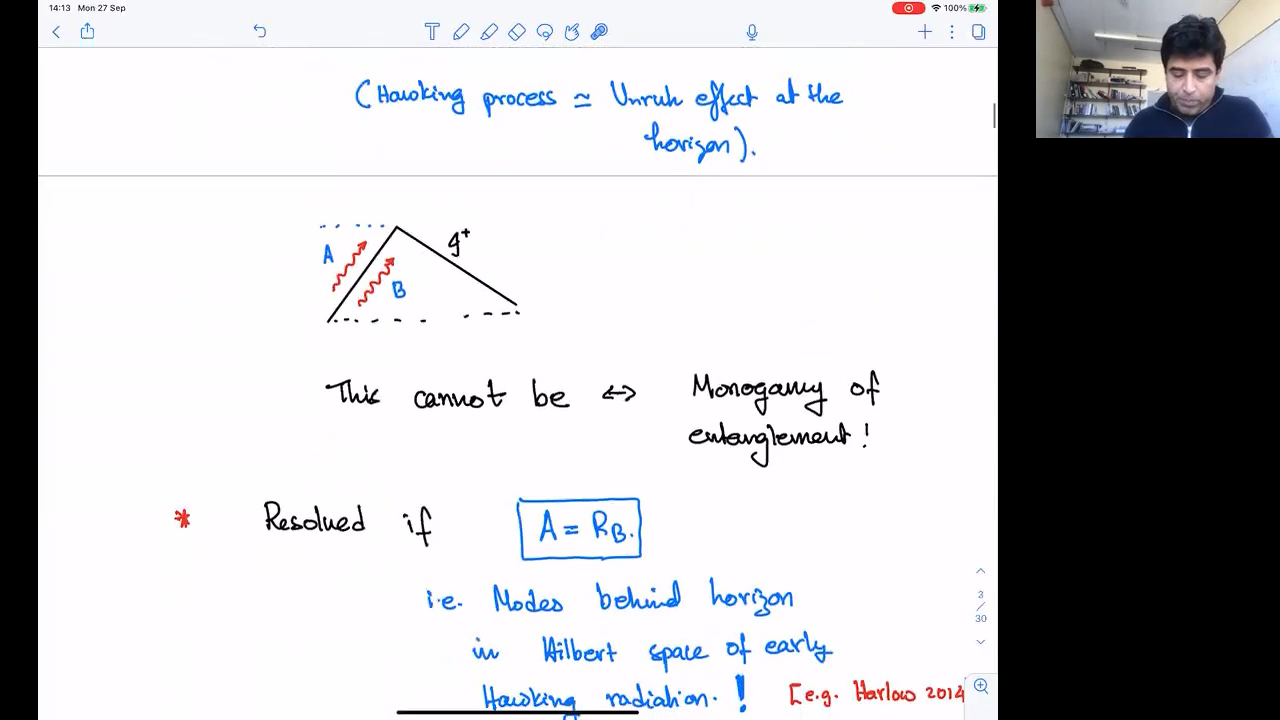 14:13 Mon 27 Sep
100%
(Hawking process ≃ Unruh effect at the
horizon).
A
B
𝓘+
This cannot be ↔ Monogamy of
entanglement!
* Resolved if A = R_B.
i.e. Modes behind horizon
in Hilbert space of early
Hawking radiation. ! [e.g. Harlow 2014
3
/
30